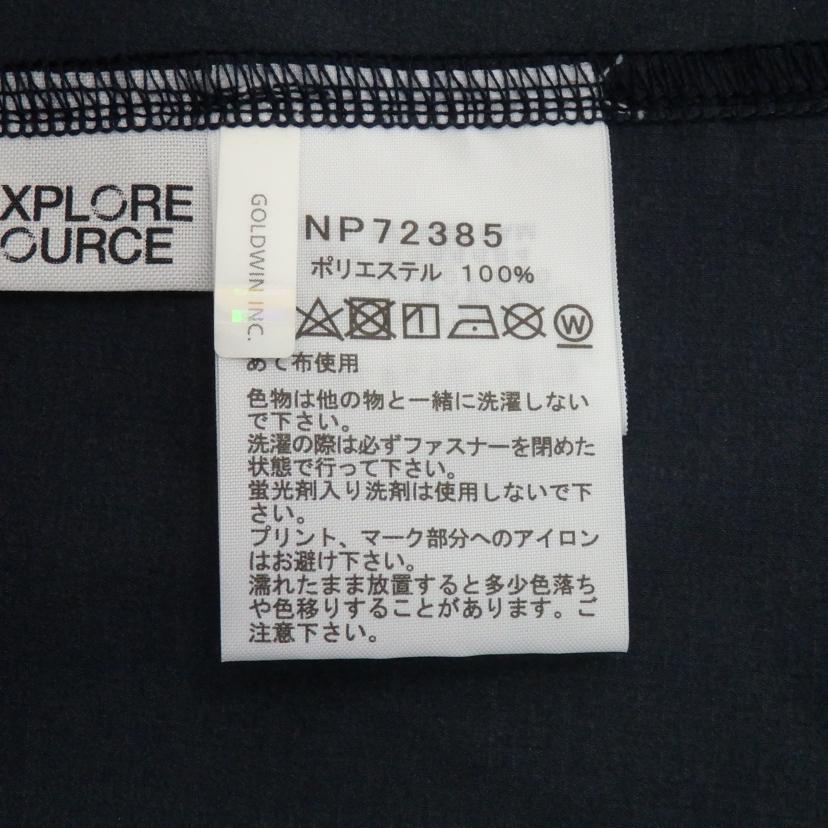 XPLORE
OURCE
GOLDWIN INC.
NP72385
ポリエステル 100%
W
あて布使用
色物は他の物と一緒に洗濯しない
で下さい。
洗濯の際は必ずファスナーを閉めた
状態で行って下さい。
蛍光剤入り洗剤は使用しないで下
さい。
プリント、マーク部分へのアイロン
はお避け下さい。
濡れたまま放置すると多少色落ち
や色移りすることがあります。ご
注意下さい。